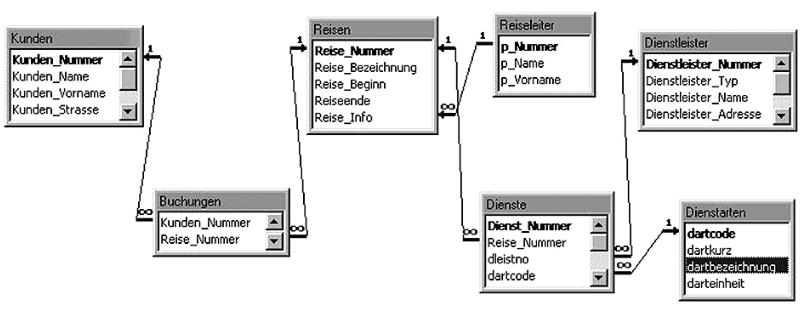 Kunden
Kunden_Nummer
Kunden_Name
Kunden_Vorname
Kunden_Strasse
1
∞
Buchungen
Kunden_Nummer
Reise_Nummer
∞
1
Reisen
Reise_Nummer
Reise_Bezeichnung
Reise_Beginn
Reiseende
Reise_Info
1
∞
1
Reiseleiter
p_Nummer
p_Name
p_Vorname
∞
Dienste
Dienst_Nummer
Reise_Nummer
dleistno
dartcode
∞
∞
1
Dienstleister
Dienstleister_Nummer
Dienstleister_Typ
Dienstleister_Name
Dienstleister_Adresse
1
Dienstarten
dartcode
dartkurz
dartbezeichnung
darteinheit